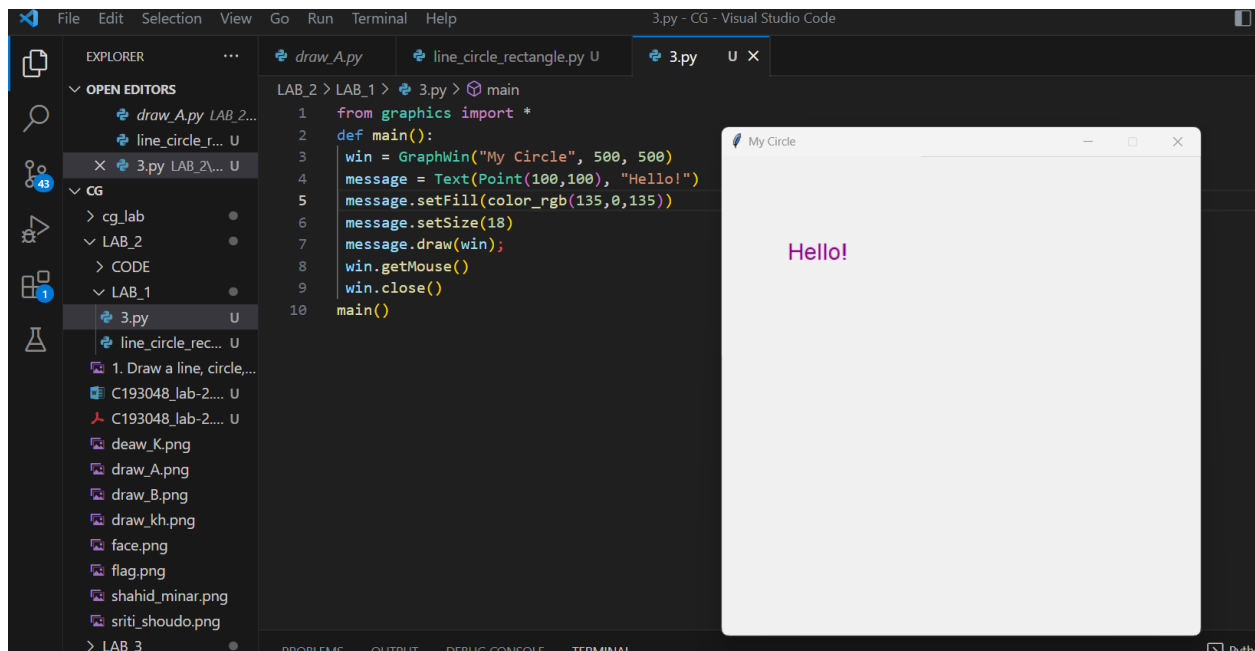 File Edit Selection View Go Run Terminal Help
3.py - CG - Visual Studio Code
EXPLORER ...
draw_A.py
line_circle_rectangle.py U
3.py U
OPEN EDITORS
draw_A.py LAB_2...
line_circle_r... U
3.py LAB_2\... U
CG
cg_lab
LAB_2
CODE
LAB_1
3.py U
line_circle_rec... U
1. Draw a line, circle,...
C193048_lab-2.... U
C193048_lab-2.... U
deaw_K.png
draw_A.png
draw_B.png
draw_kh.png
face.png
flag.png
shahid_minar.png
sriti_shoudo.png
LAB_3
43
1
LAB_2 > LAB_1 > 3.py > main
1 from graphics import *
2 def main():
3 win = GraphWin("My Circle", 500, 500)
4 message = Text(Point(100,100), "Hello!")
5 message.setFill(color_rgb(135,0,135))
6 message.setSize(18)
7 message.draw(win);
8 win.getMouse()
9 win.close()
10 main()
My Circle
Hello!
PROBLEMS OUTPUT DEBUG CONSOLE TERMINAL